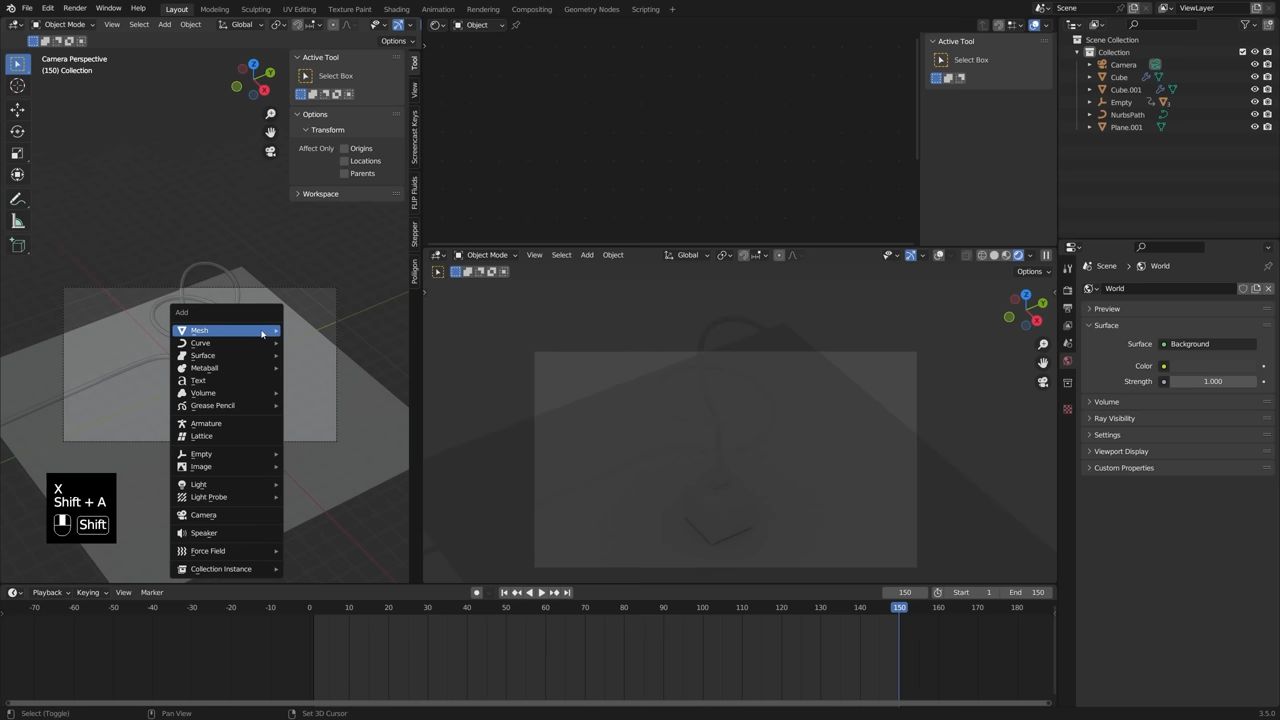 File Edit Render Window Help Layout Modeling Sculpting UV Editing Texture Paint Shading Animation Rendering Compositing Geometry Nodes Scripting + Scene ViewLayer
Object Mode View Select Add Object Global Object
Options
Camera Perspective
(150) Collection
Active Tool
Select Box
Options
Transform
Affect Only Origins
Locations
Parents
Workspace
Tool
View
Screencast Keys
FLIP Fluids
Stepper
Poliigon
Z
Y
X
Active Tool
Select Box
Scene Collection
Collection
Camera
Cube
Cube.001
Empty
NurbsPath
Plane.001
Add
Mesh
Curve
Surface
Metaball
Text
Volume
Grease Pencil
Armature
Lattice
Empty
Image
Light
Light Probe
Camera
Speaker
Force Field
Collection Instance
X
Shift + A
Shift
Object Mode View Select Add Object Global
Options
Z
Y
X
Scene World
World
Preview
Surface
Surface Background
Color
Strength 1.000
Volume
Ray Visibility
Settings
Viewport Display
Custom Properties
Playback Keying View Marker 150 Start 1 End 150
-70 -60 -50 -40 -30 -20 -10 0 10 20 30 40 50 60 70 80 90 100 110 120 130 140 150 160 170 180
Select (Toggle) Pan View Set 3D Cursor 3.5.0